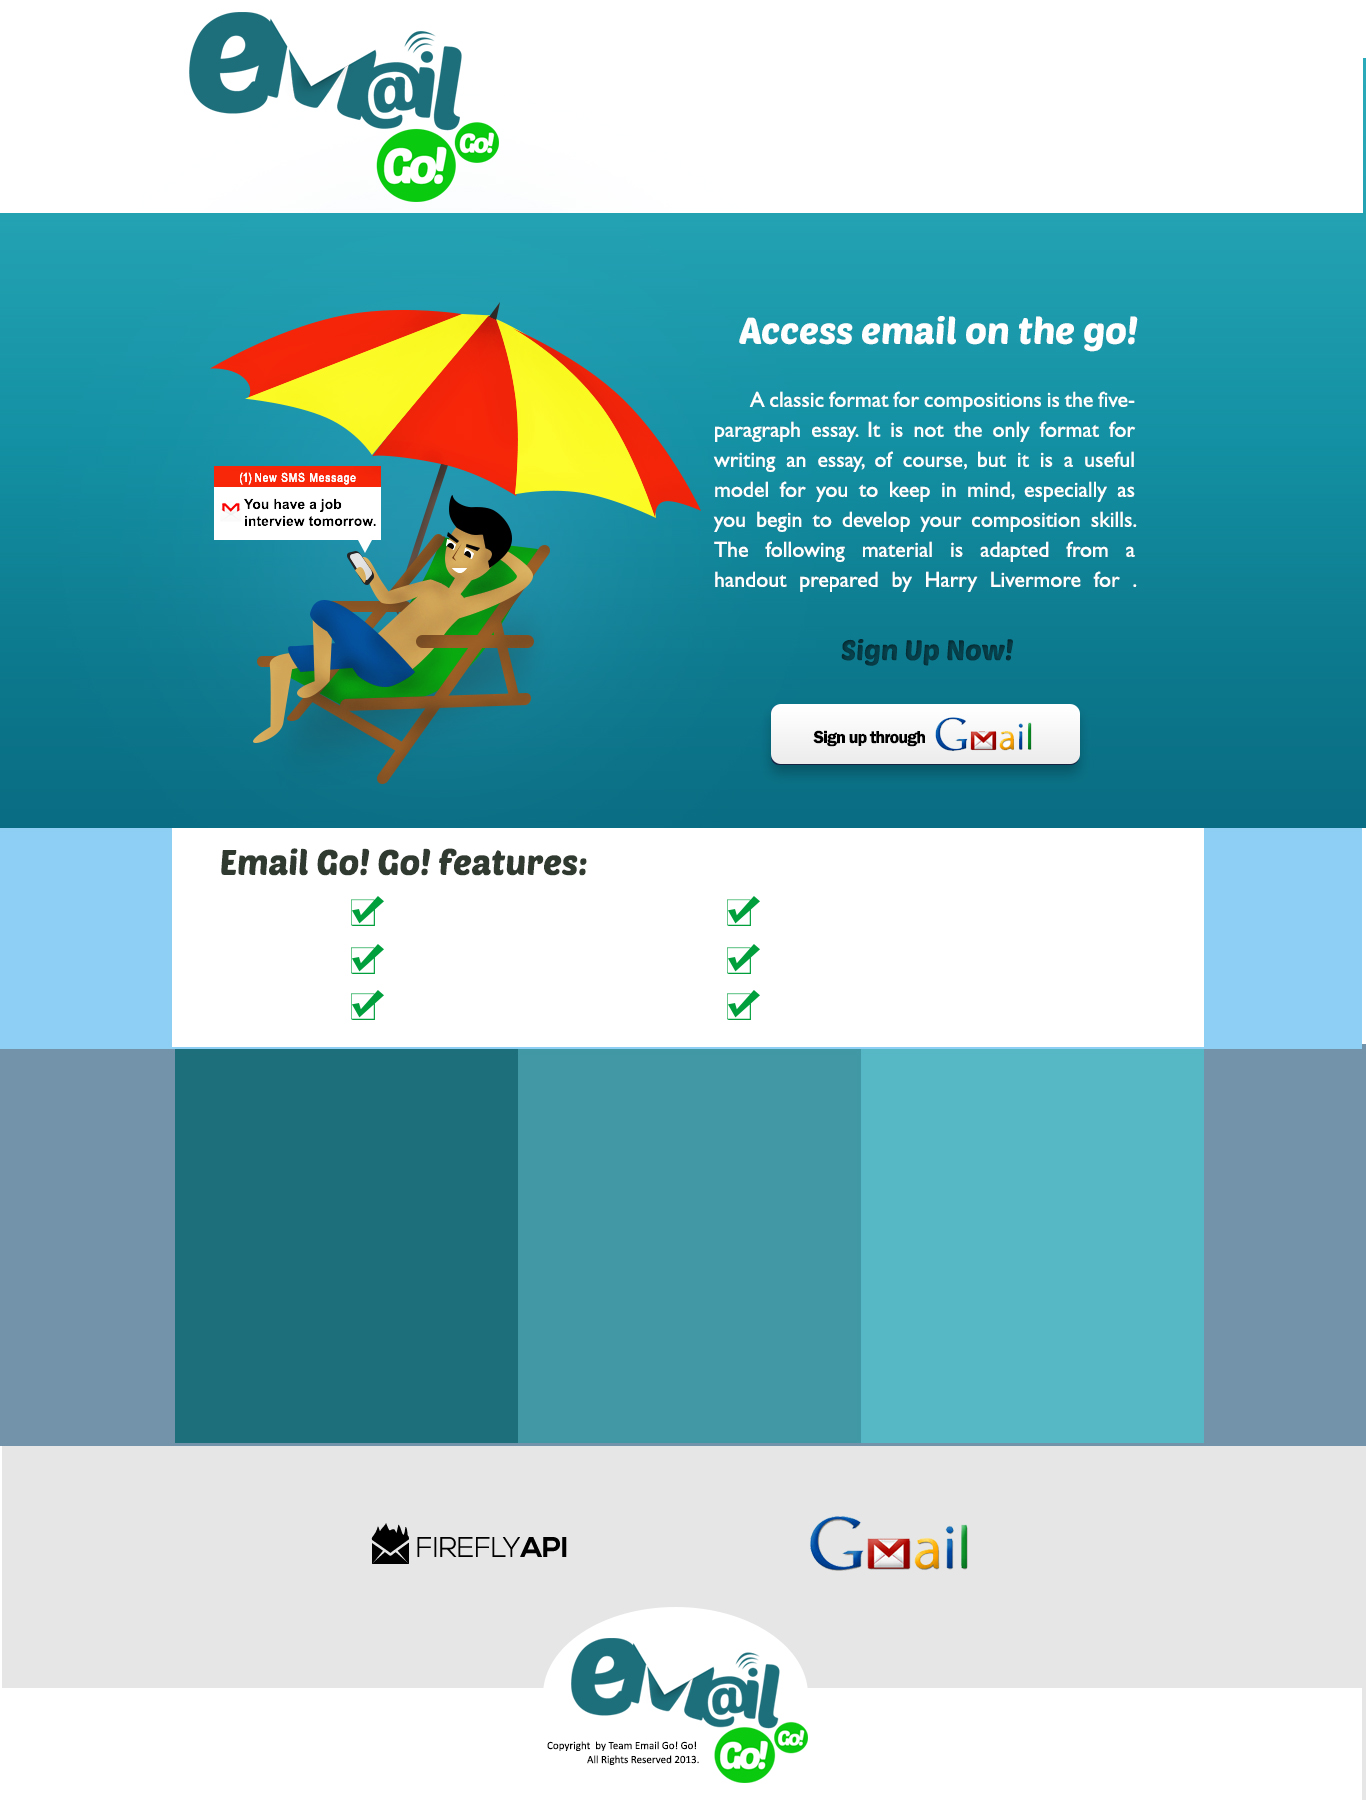 em@il
Go! Go!
Access email on the go!
A classic format for compositions is the five-
paragraph essay. It is not the only format for
writing an essay, of course, but it is a useful
model for you to keep in mind, especially as
you begin to develop your composition skills.
The following material is adapted from a
handout prepared by Harry Livermore for .
(1) New SMS Message
You have a job
interview tomorrow.
Sign Up Now!
Sign up through Gmail
Email Go! Go! features:
FIREFLYAPI
Gmail
em@il
Go! Go!
Copyright by Team Email Go! Go!
All Rights Reserved 2013.